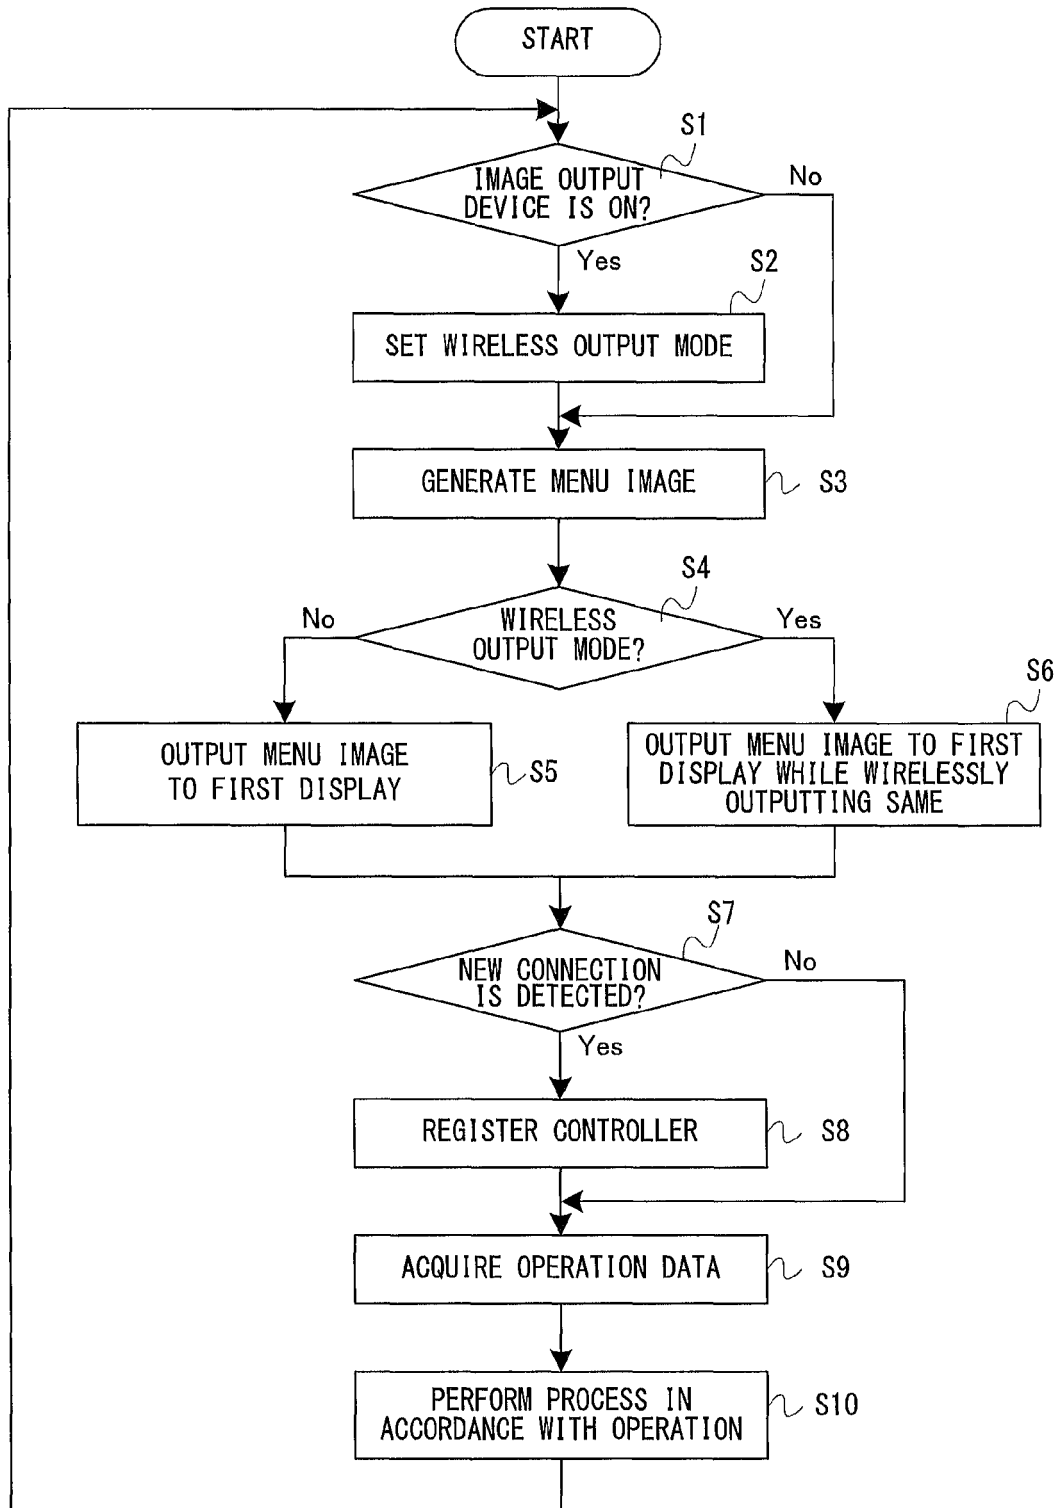 START
S1
IMAGE OUTPUT
DEVICE IS ON?
No
Yes
S2
SET WIRELESS OUTPUT MODE
GENERATE MENU IMAGE
S3
S4
No
WIRELESS
OUTPUT MODE?
Yes
S6
OUTPUT MENU IMAGE
TO FIRST DISPLAY
S5
OUTPUT MENU IMAGE TO FIRST
DISPLAY WHILE WIRELESSLY
OUTPUTTING SAME
S7
NEW CONNECTION
IS DETECTED?
No
Yes
REGISTER CONTROLLER
S8
ACQUIRE OPERATION DATA
S9
PERFORM PROCESS IN
ACCORDANCE WITH OPERATION
S10